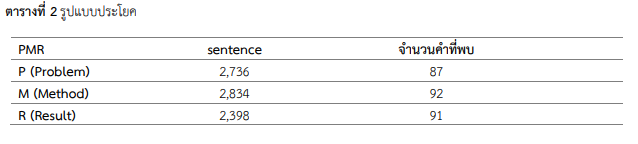 ตารางที่ 2 รูปแบบประโยค
PMR sentence จำนวนคำที่พบ
P (Problem) 2,736 87
M (Method) 2,834 92
R (Result) 2,398 91